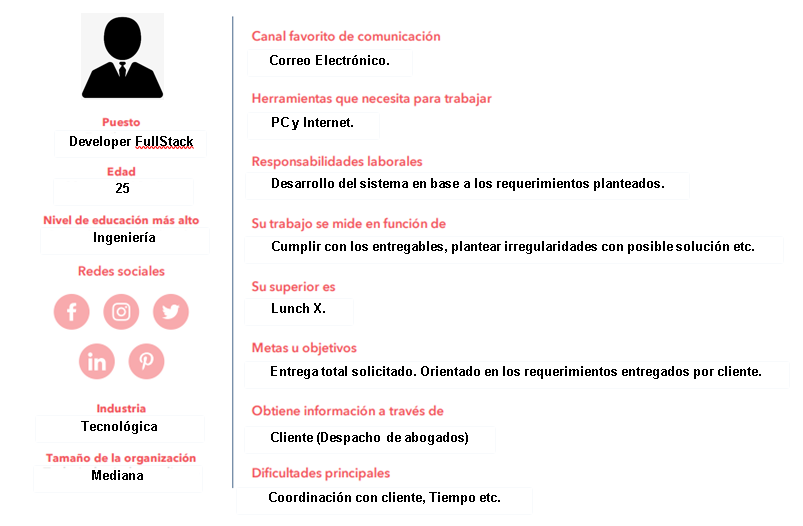 Puesto
Developer FullStack
Edad
25
Nivel de educación más alto
Ingeniería
Redes sociales
f
in
Industria
Tecnológica
Tamaño de la organización
Mediana
Canal favorito de comunicación
Correo Electrónico.
Herramientas que necesita para trabajar
PC y Internet.
Responsabilidades laborales
Desarrollo del sistema en base a los requerimientos planteados.
Su trabajo se mide en función de
Cumplir con los entregables, plantear irregularidades con posible solución etc.
Su superior es
Lunch X.
Metas u objetivos
Entrega total solicitado. Orientado en los requerimientos entregados por cliente.
Obtiene información a través de
Cliente (Despacho de abogados)
Dificultades principales
Coordinación con cliente, Tiempo etc.